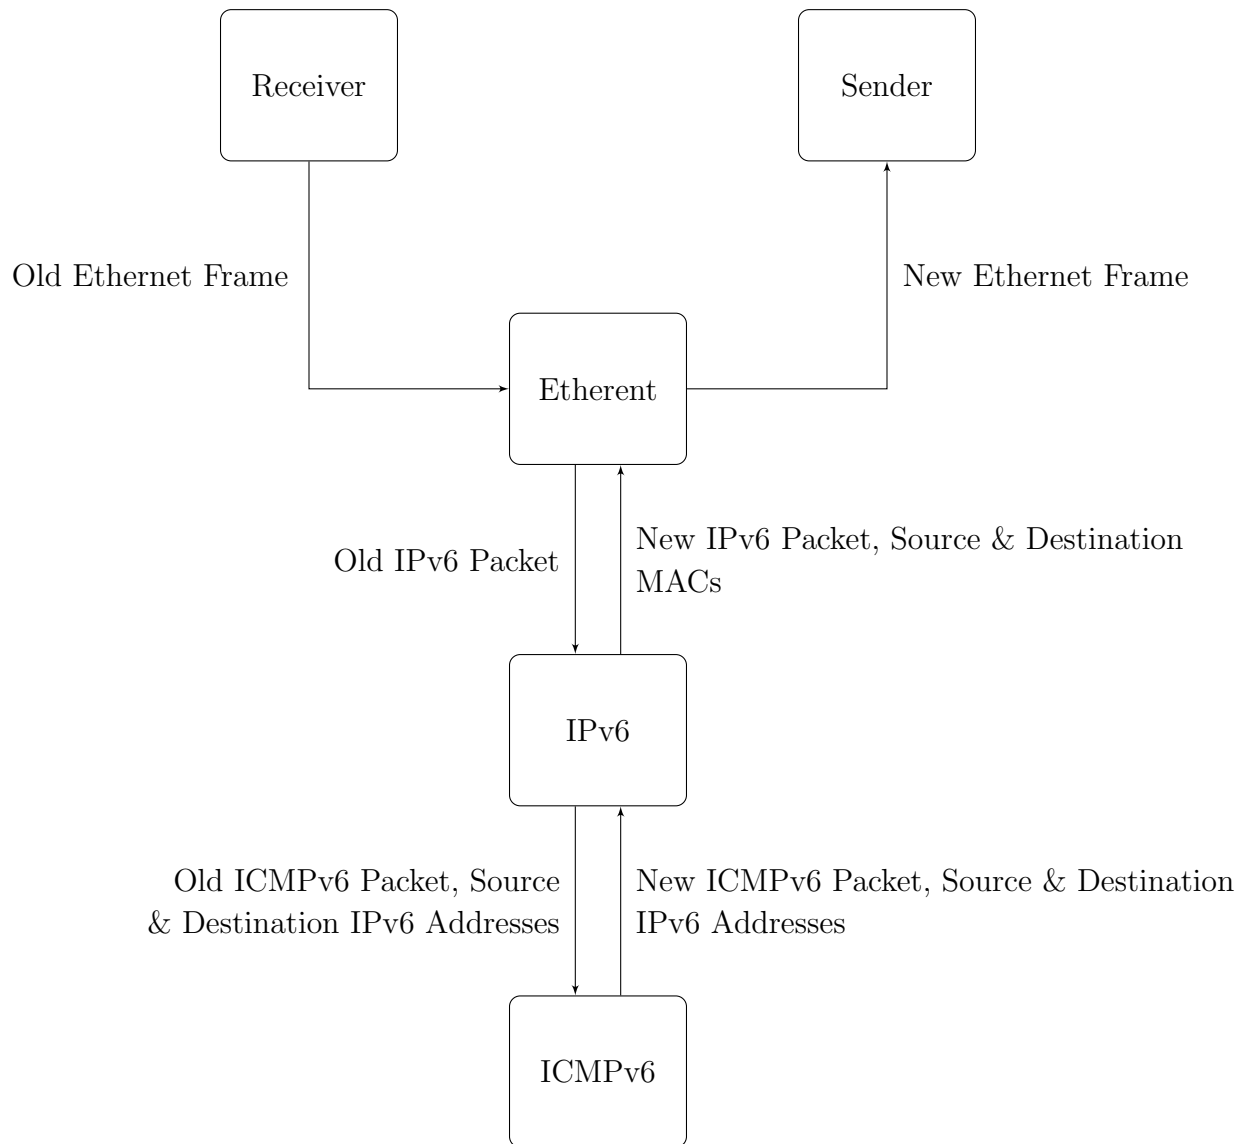 Receiver
Sender
Old Ethernet Frame
New Ethernet Frame
Etherent
Old IPv6 Packet
New IPv6 Packet, Source & Destination
MACs
IPv6
Old ICMPv6 Packet, Source
& Destination IPv6 Addresses
New ICMPv6 Packet, Source & Destination
IPv6 Addresses
ICMPv6